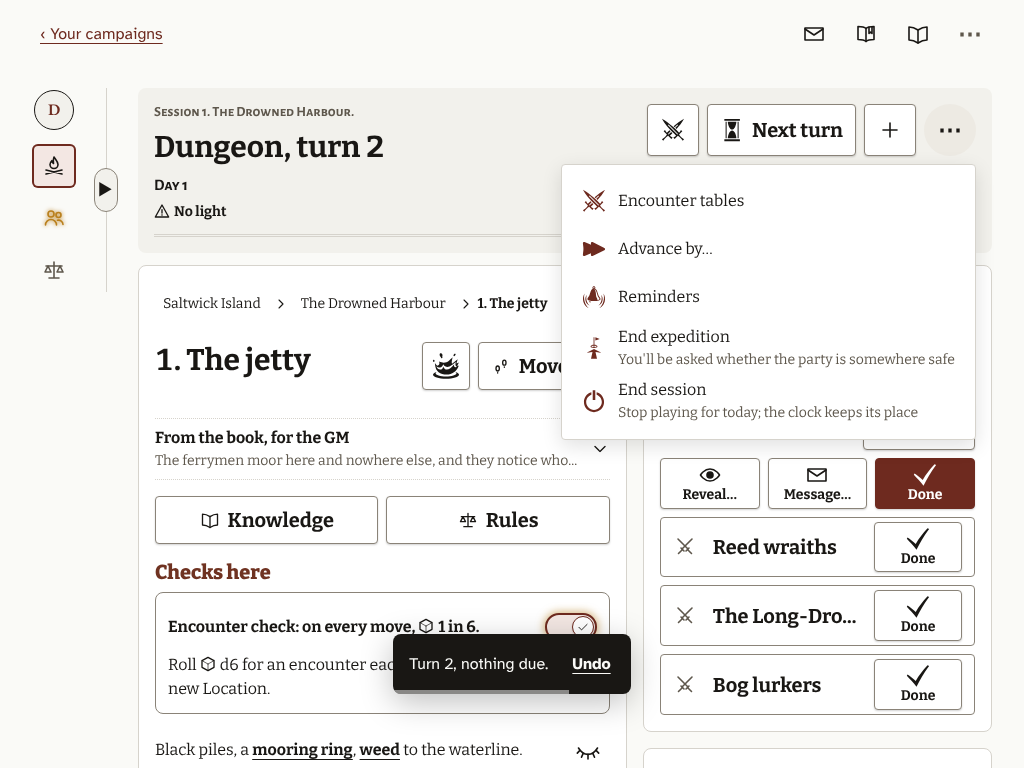 ‹ Your campaigns
D
Session 1. The Drowned Harbour.
Dungeon, turn 2
Day 1
No light
Next turn
Encounter tables
Advance by...
Reminders
End expedition
You'll be asked whether the party is somewhere safe
End session
Stop playing for today; the clock keeps its place
Saltwick Island
The Drowned Harbour
1. The jetty
1. The jetty
Move
From the book, for the GM
The ferrymen moor here and nowhere else, and they notice who...
Knowledge
Rules
Checks here
Encounter check: on every move, 1 in 6.
Roll d6 for an encounter eac
new Location.
Turn 2, nothing due.
Undo
Black piles, a mooring ring, weed to the waterline.
Reveal...
Message...
Done
Reed wraiths
Done
The Long-Dro...
Done
Bog lurkers
Done